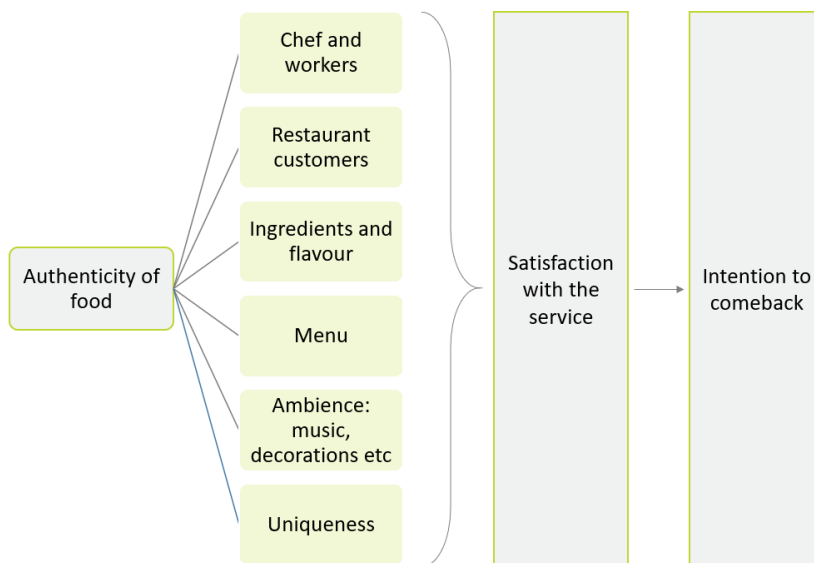 Authenticity of
food
Chef and
workers
Restaurant
customers
Ingredients and
flavour
Menu
Ambience:
music,
decorations etc
Uniqueness
Satisfaction
with the
service
Intention to
comeback